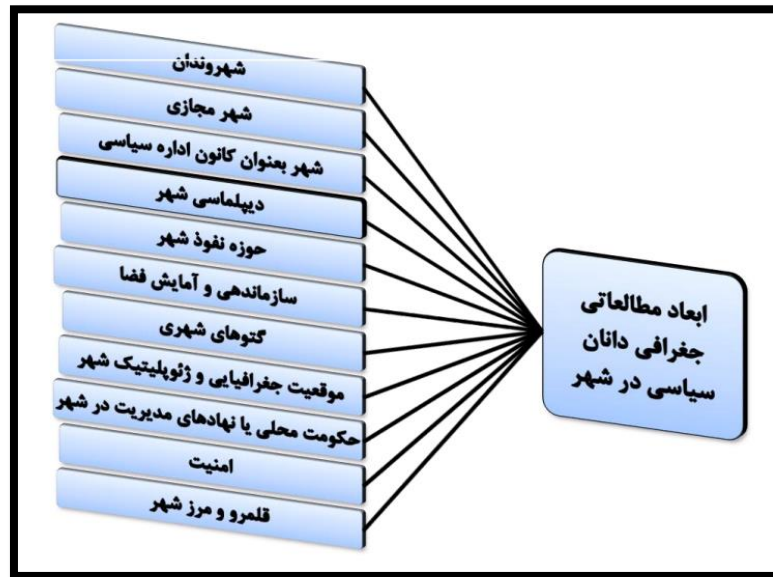 ابعاد مطالعاتی
جغرافی دانان
سیاسی در شهر
شهروندان
شهر مجازی
شهر بعنوان کانون اداره سیاسی
دیپلماسی شهر
حوزه نفوذ شهر
سازماندهی و آمایش فضا
گتوهای شهری
موقعیت جغرافیایی و ژئوپلیتیک شهر
حکومت محلی یا نهادهای مدیریت در شهر
امنیت
قلمرو و مرز شهر